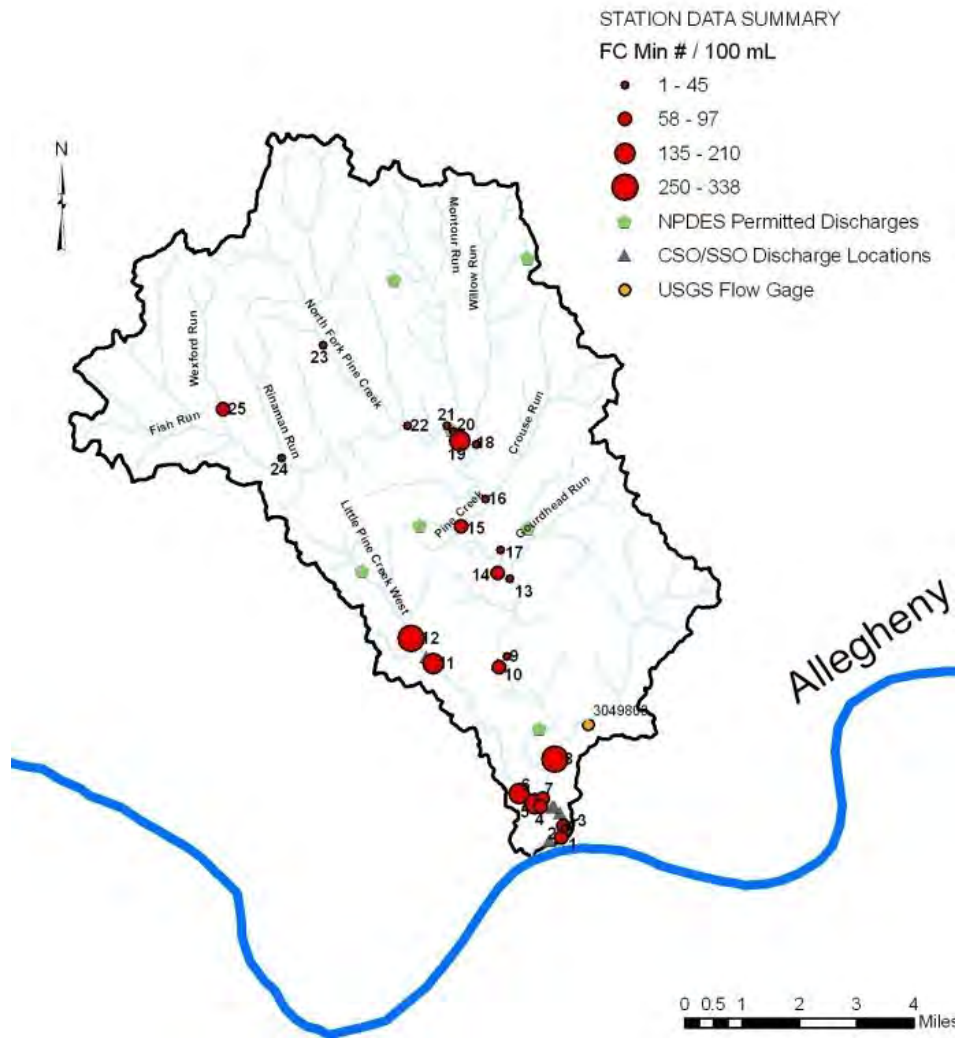 STATION DATA SUMMARY
FC Min # / 100 mL
1 - 45
58 - 97
135 - 210
250 - 338
NPDES Permitted Discharges
CSO/SSO Discharge Locations
USGS Flow Gage
N
Montour Run
Willow Run
North Fork Pine Creek
Wexford Run
23
Rinaman Run
25
Fish Run
21
22
20
18
19
Crouse Run
24
16
Pine Creek
Gourdhead Run
15
Little Pine Creek West
17
14
13
12
11
9
10
Allegheny
3049800
8
6
7
5
4
3
2
1
0 0.5 1 2 3 4
Miles